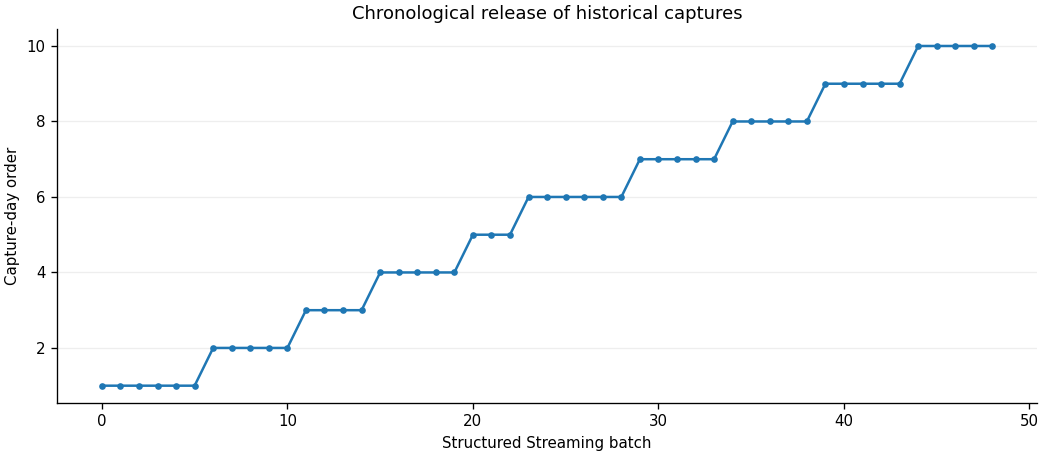 Chronological release of historical captures
Capture-day order
10
8
6
4
2
0 10 20 30 40 50
Structured Streaming batch